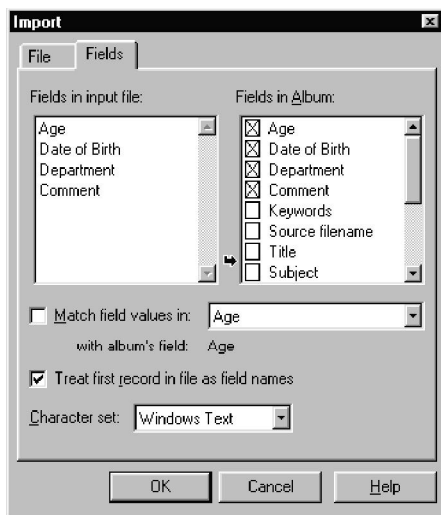 Import
File Fields
Fields in input file: Fields in Album:
Age Age
Date of Birth Date of Birth
Department Department
Comment Comment
Keywords
Source filename
Title
Subject
Match field values in: Age
with album's field: Age
Treat first record in file as field names
Character set: Windows Text
OK Cancel Help